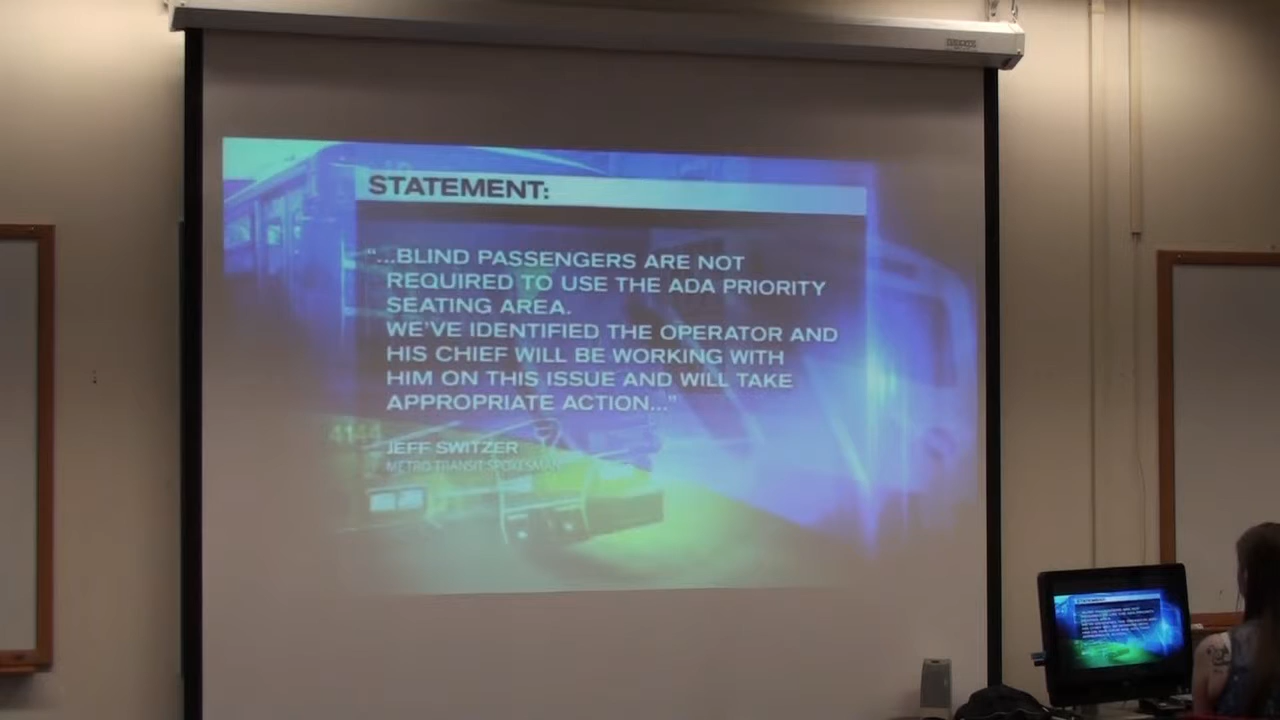 STATEMENT:
“...BLIND PASSENGERS ARE NOT
REQUIRED TO USE THE ADA PRIORITY
SEATING AREA.
WE’VE IDENTIFIED THE OPERATOR AND
HIS CHIEF WILL BE WORKING WITH
HIM ON THIS ISSUE AND WILL TAKE
APPROPRIATE ACTION...”
4144
JEFF SWITZER
METRO TRANSIT SPOKESMAN